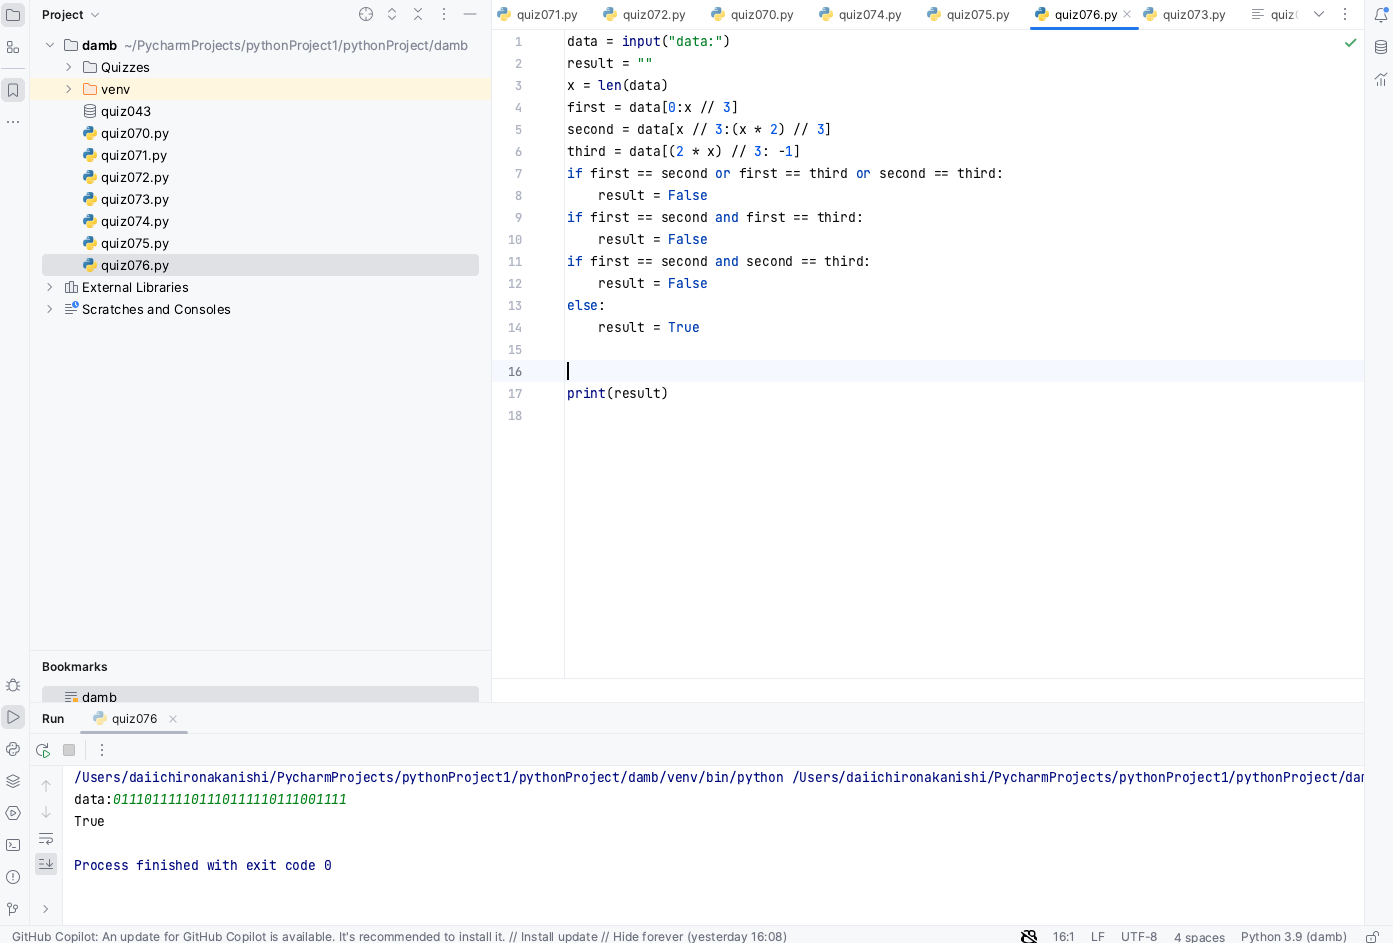 Project
quiz071.py quiz072.py quiz070.py quiz074.py quiz075.py quiz076.py quiz073.py
damb ~/PycharmProjects/pythonProject1/pythonProject/damb
Quizzes
venv
quiz043
quiz070.py
quiz071.py
quiz072.py
quiz073.py
quiz074.py
quiz075.py
quiz076.py
External Libraries
Scratches and Consoles
1 data = input("data:")
2 result = ""
3 x = len(data)
4 first = data[0:x // 3]
5 second = data[x // 3:(x * 2) // 3]
6 third = data[(2 * x) // 3: -1]
7 if first == second or first == third or second == third:
8 result = False
9 if first == second and first == third:
10 result = False
11 if first == second and second == third:
12 result = False
13 else:
14 result = True
15
16
17 print(result)
18
Bookmarks
damb
Run quiz076
/Users/daiichironakanishi/PycharmProjects/pythonProject1/pythonProject/damb/venv/bin/python /Users/daiichironakanishi/PycharmProjects/pythonProject1/pythonProject/dam
data:011101111101110111110111001111
True
Process finished with exit code 0
GitHub Copilot: An update for GitHub Copilot is available. It's recommended to install it. // Install update // Hide forever (yesterday 16:08) 16:1 LF UTF-8 4 spaces Python 3.9 (damb)